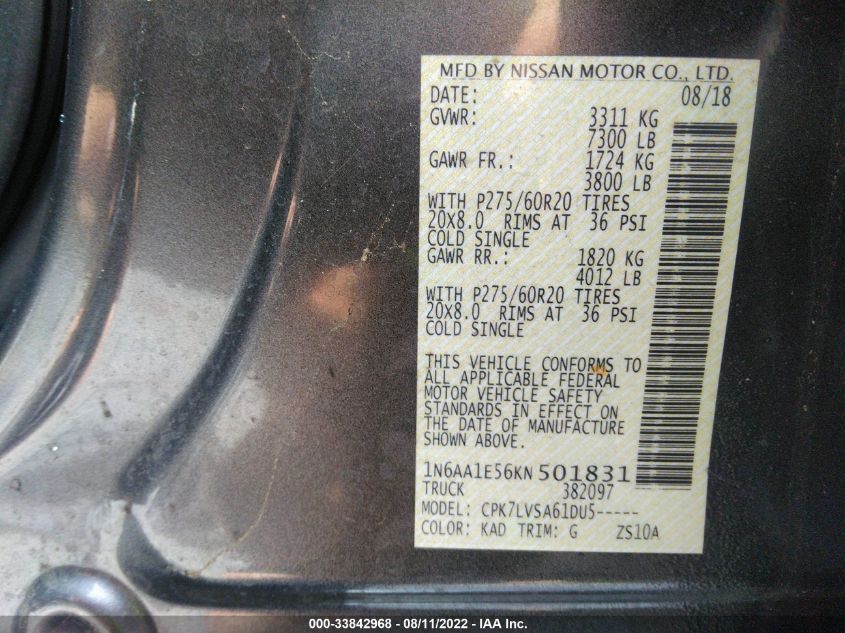 MFD BY NISSAN MOTOR CO., LTD.
DATE: 08/18
GVWR: 3311 KG
7300 LB
GAWR FR.: 1724 KG
3800 LB
WITH P275/60R20 TIRES
20X8.0 RIMS AT 36 PSI
COLD SINGLE
GAWR RR.: 1820 KG
4012 LB
WITH P275/60R20 TIRES
20X8.0 RIMS AT 36 PSI
COLD SINGLE
THIS VEHICLE CONFORMS TO
ALL APPLICABLE FEDERAL
MOTOR VEHICLE SAFETY
STANDARDS IN EFFECT ON
THE DATE OF MANUFACTURE
SHOWN ABOVE.
1N6AA1E56KN501831
TRUCK 382097
MODEL: CPK7LVSA61DU5-----
COLOR: KAD TRIM: G ZS10A
000-33842968 - 08/11/2022 - IAA Inc.